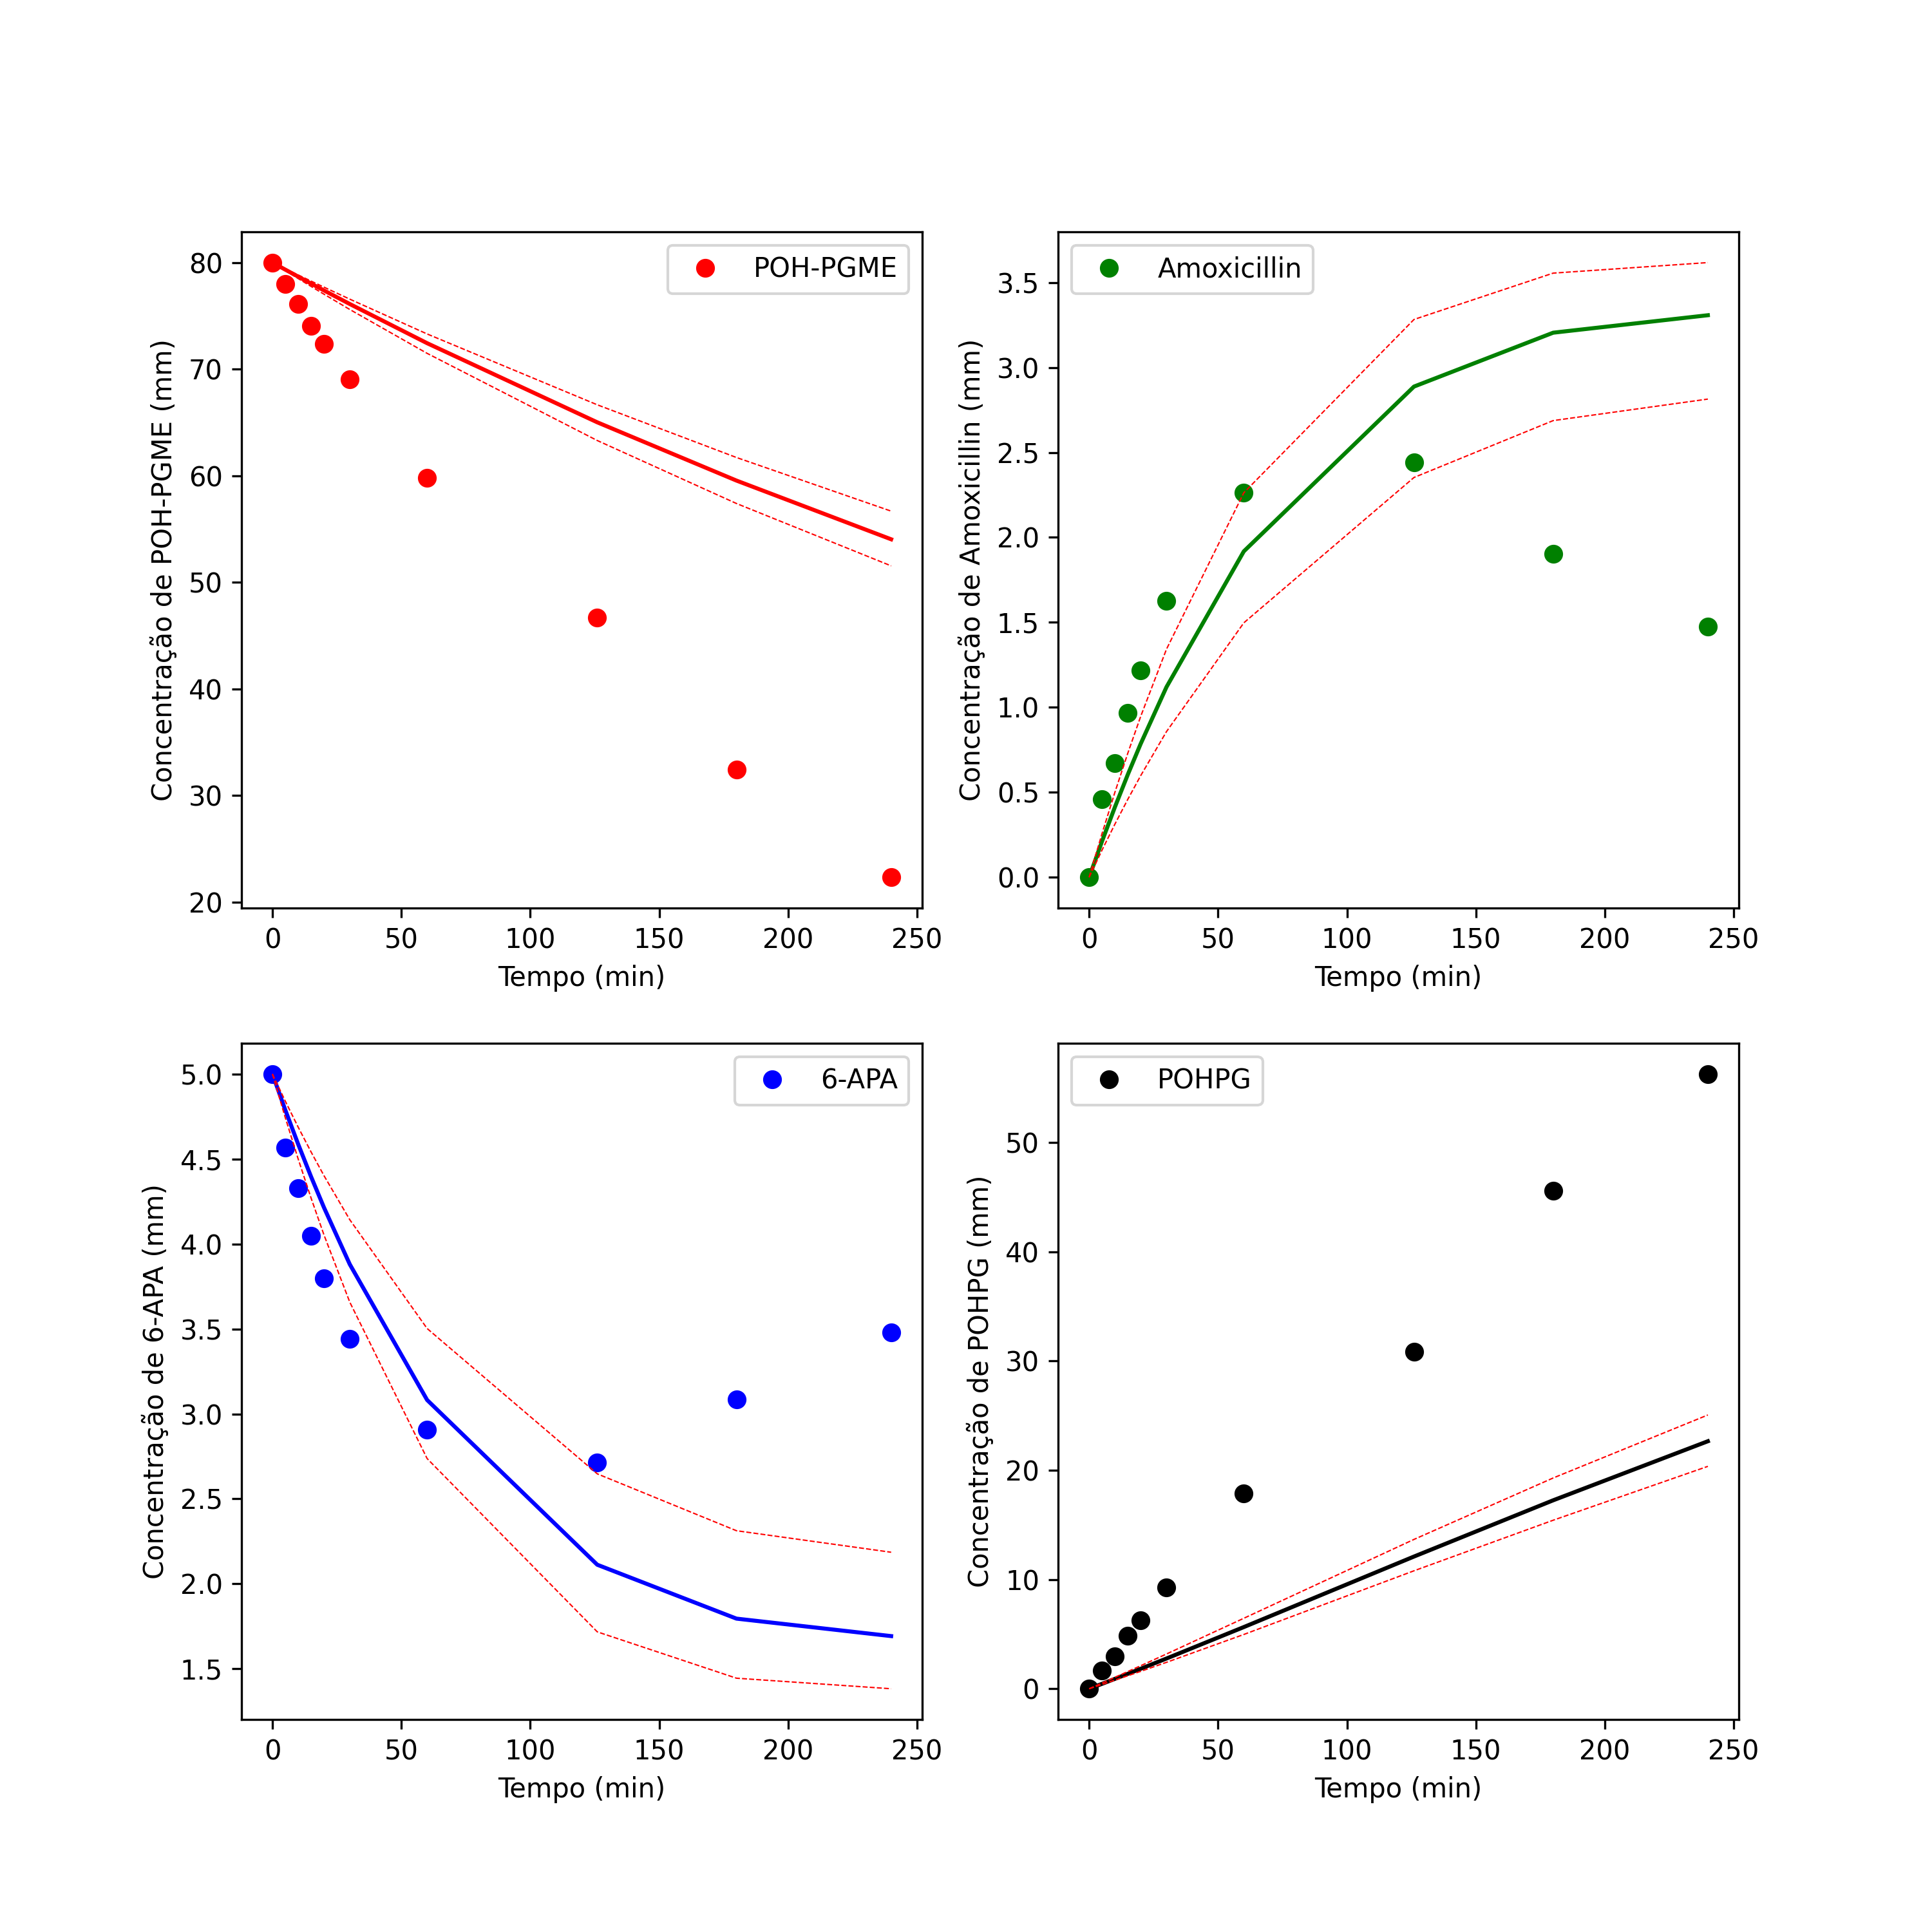 POH-PGME
Concentração de POH-PGME (mm)
80
70
60
50
40
30
20
0 50 100 150 200 250
Tempo (min)
Amoxicillin
Concentração de Amoxicillin (mm)
3.5
3.0
2.5
2.0
1.5
1.0
0.5
0.0
0 50 100 150 200 250
Tempo (min)
6-APA
Concentração de 6-APA (mm)
5.0
4.5
4.0
3.5
3.0
2.5
2.0
1.5
0 50 100 150 200 250
Tempo (min)
POHPG
Concentração de POHPG (mm)
50
40
30
20
10
0
0 50 100 150 200 250
Tempo (min)